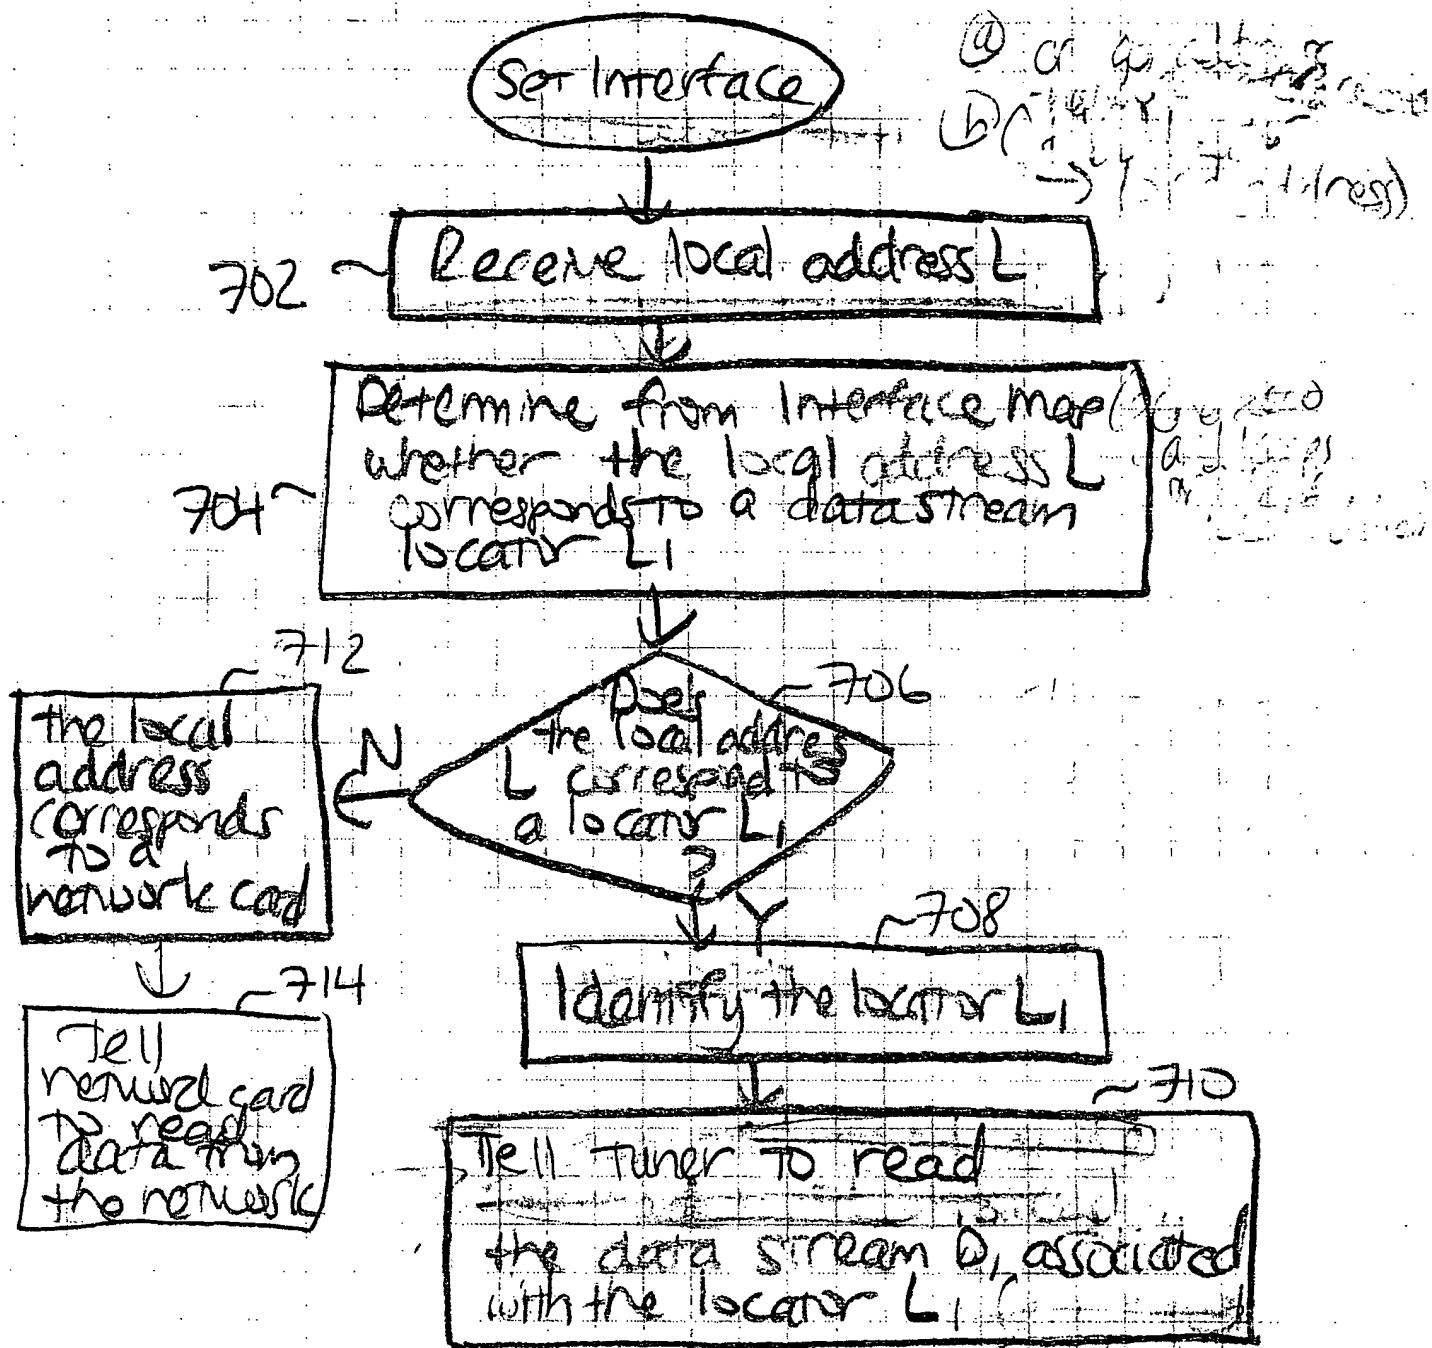 Set Interface
702
Receive local address L
704
Determine from Interface Map
whether the local address L
corresponds to a data stream
locator L1
706
Does
the local addres
L correspond to
a locator L1
?
N
712
the local
address
corresponds
to a
network card
714
Tell
network card
to read
data from
the network
Y
708
Identify the locator L1
710
Tell Tuner to read
the data stream D1 associated
with the locator L1